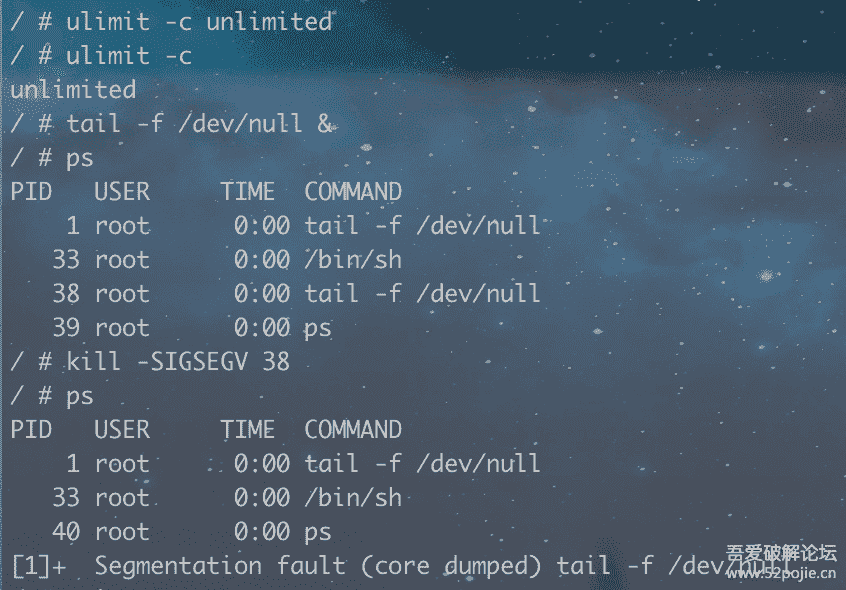 / # ulimit -c unlimited
/ # ulimit -c
unlimited
/ # tail -f /dev/null &
/ # ps
PID   USER     TIME  COMMAND
    1 root      0:00 tail -f /dev/null
   33 root      0:00 /bin/sh
   38 root      0:00 tail -f /dev/null
   39 root      0:00 ps
/ # kill -SIGSEGV 38
/ # ps
PID   USER     TIME  COMMAND
    1 root      0:00 tail -f /dev/null
   33 root      0:00 /bin/sh
   40 root      0:00 ps
[1]+  Segmentation fault (core dumped) tail -f /dev/null
吾爱破解论坛
www.52pojie.cn